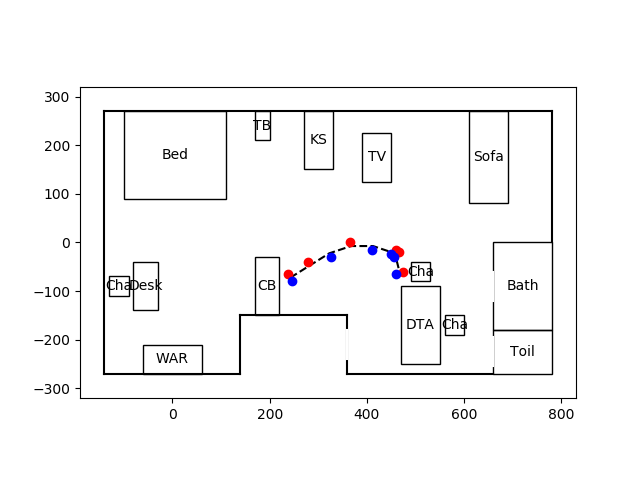 300
200
100
0
−100
−200
−300
0
200
400
600
800
Bed
TB
KS
TV
Sofa
Cha
Desk
CB
Cha
Bath
DTA
Cha
WAR
Toil